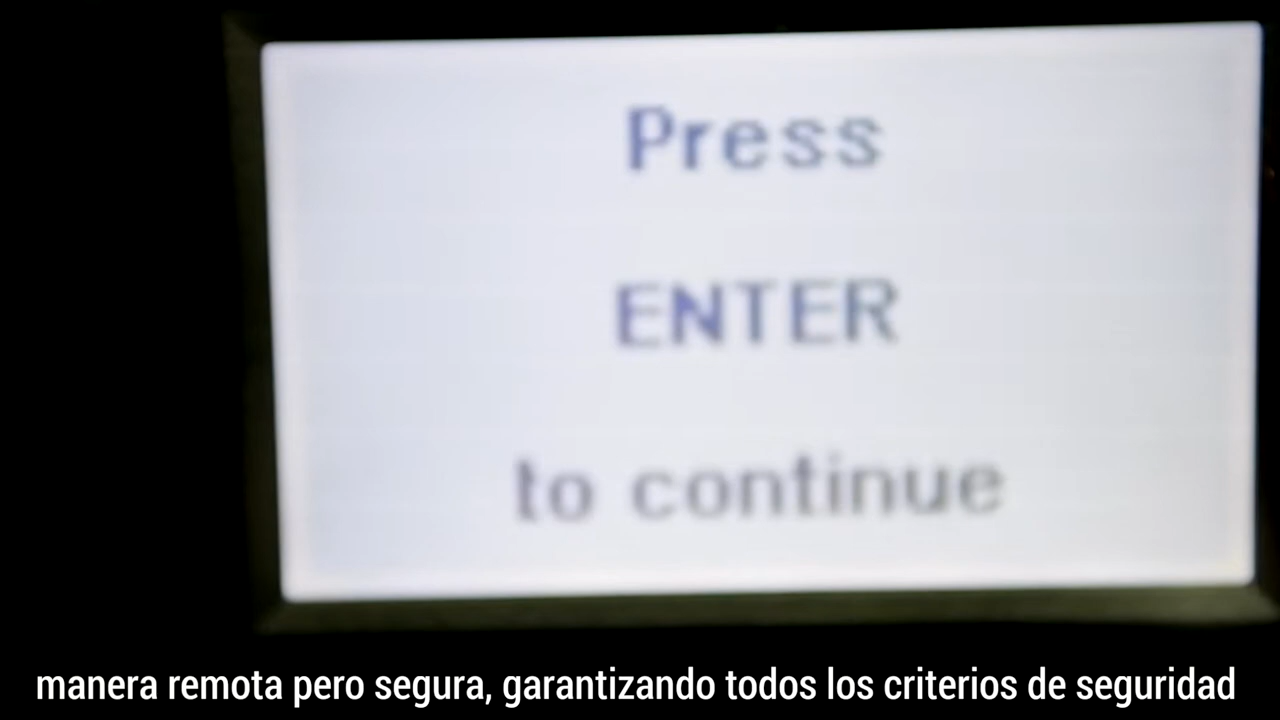 Press
ENTER
to continue
manera remota pero segura, garantizando todos los criterios de seguridad